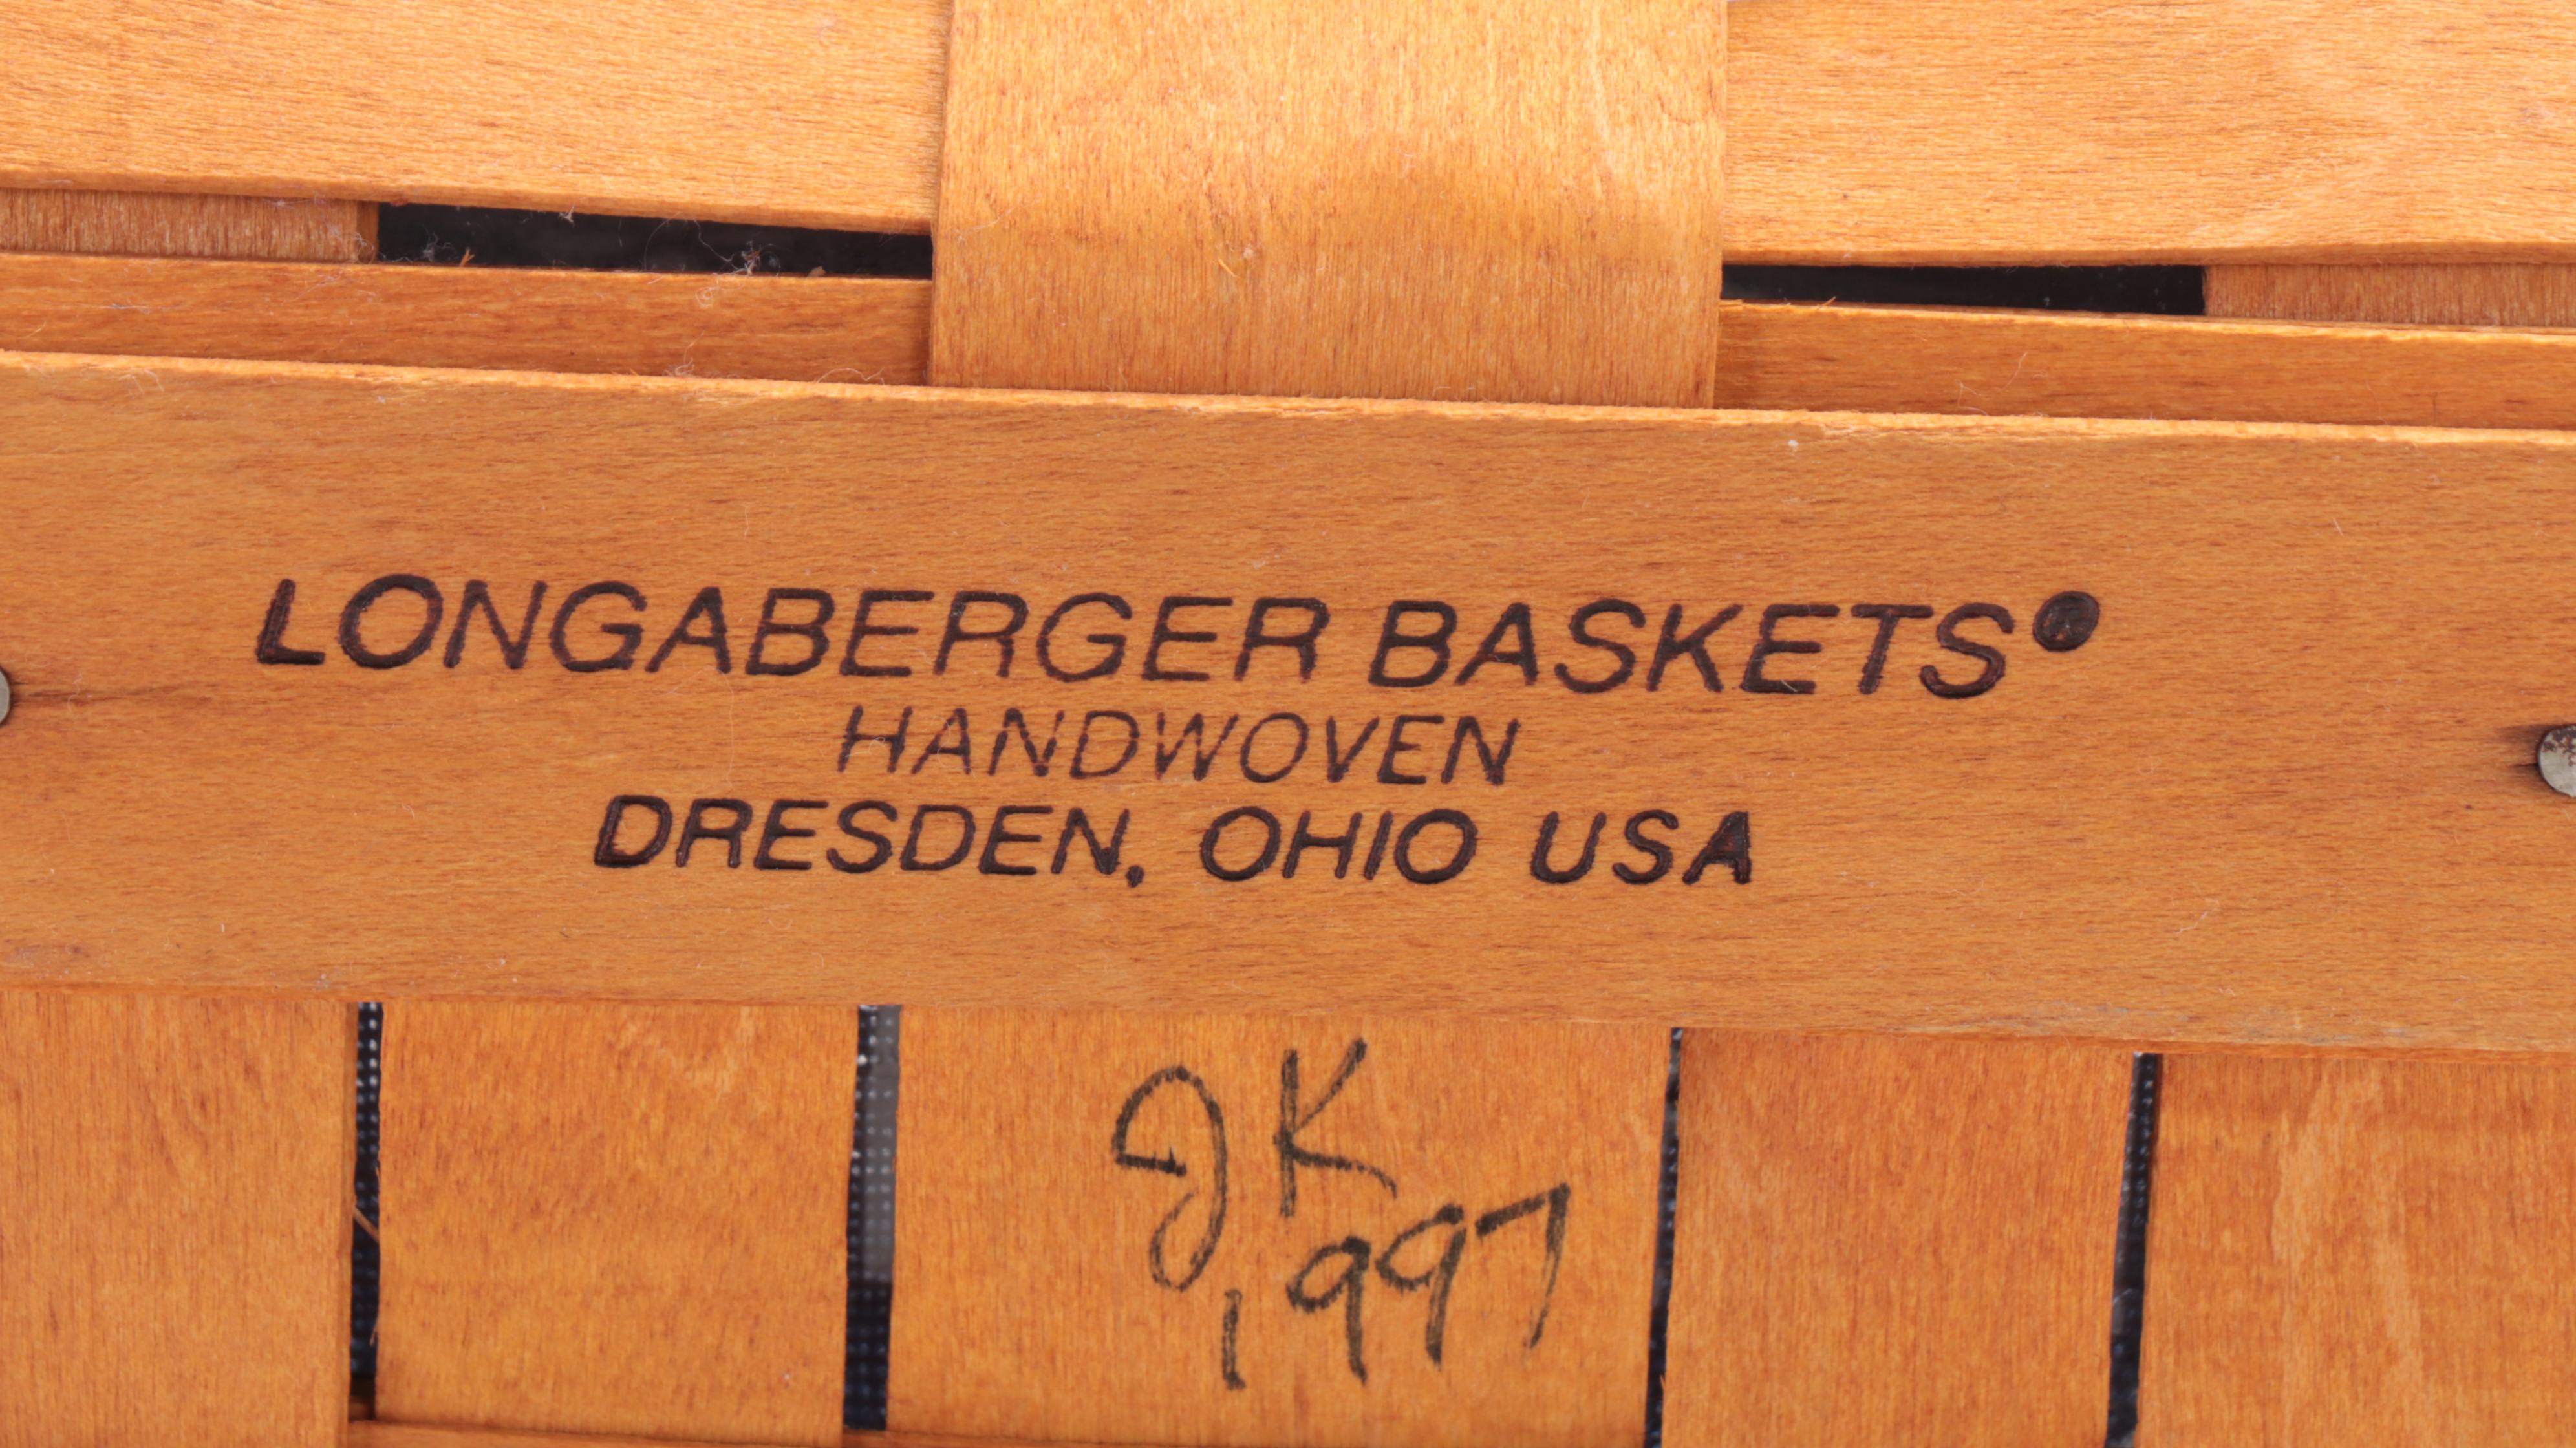 LONGABERGER BASKETS®
HANDWOVEN
DRESDEN, OHIO USA
JK
1997